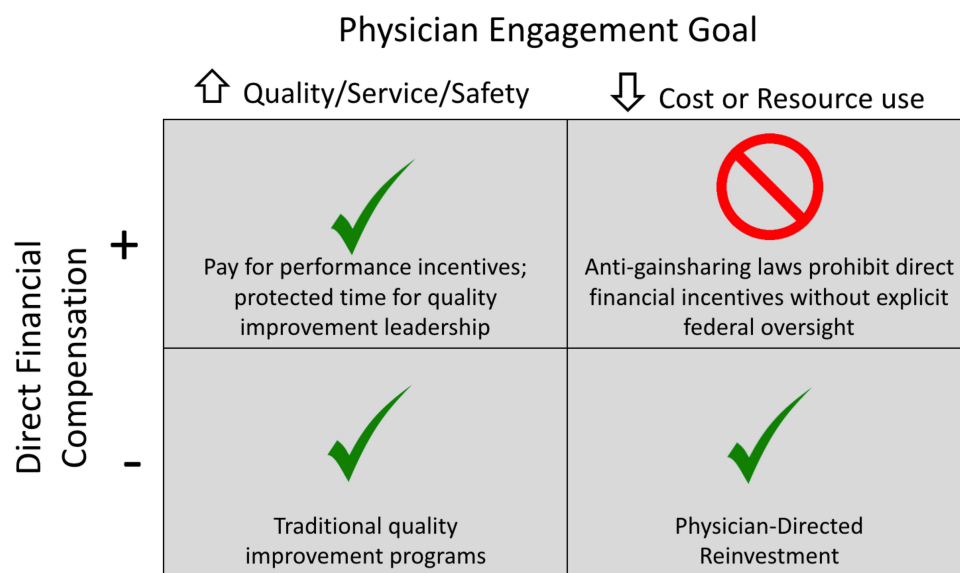 Physician Engagement Goal
Quality/Service/Safety
Cost or Resource use
Direct Financial
Compensation
+
Pay for performance incentives;
protected time for quality
improvement leadership
Anti-gainsharing laws prohibit direct
financial incentives without explicit
federal oversight
-
Traditional quality
improvement programs
Physician-Directed
Reinvestment